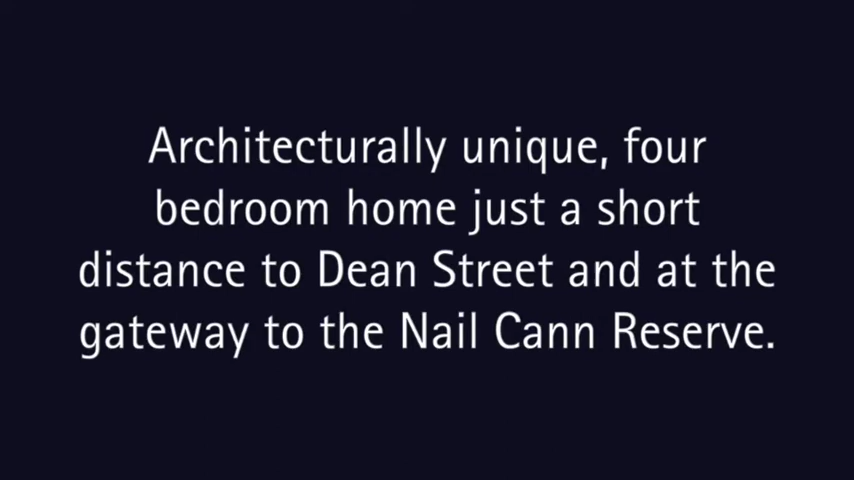 Architecturally unique, four
bedroom home just a short
distance to Dean Street and at the
gateway to the Nail Cann Reserve.